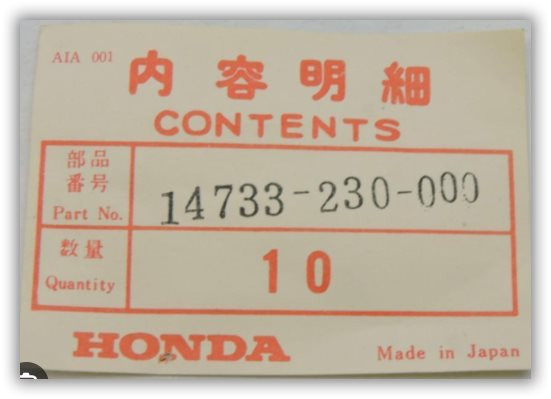 AIA 001
内容明細
CONTENTS
部品
番号
Part No.
14733-230-000
数量
Quantity
10
HONDA
Made in Japan